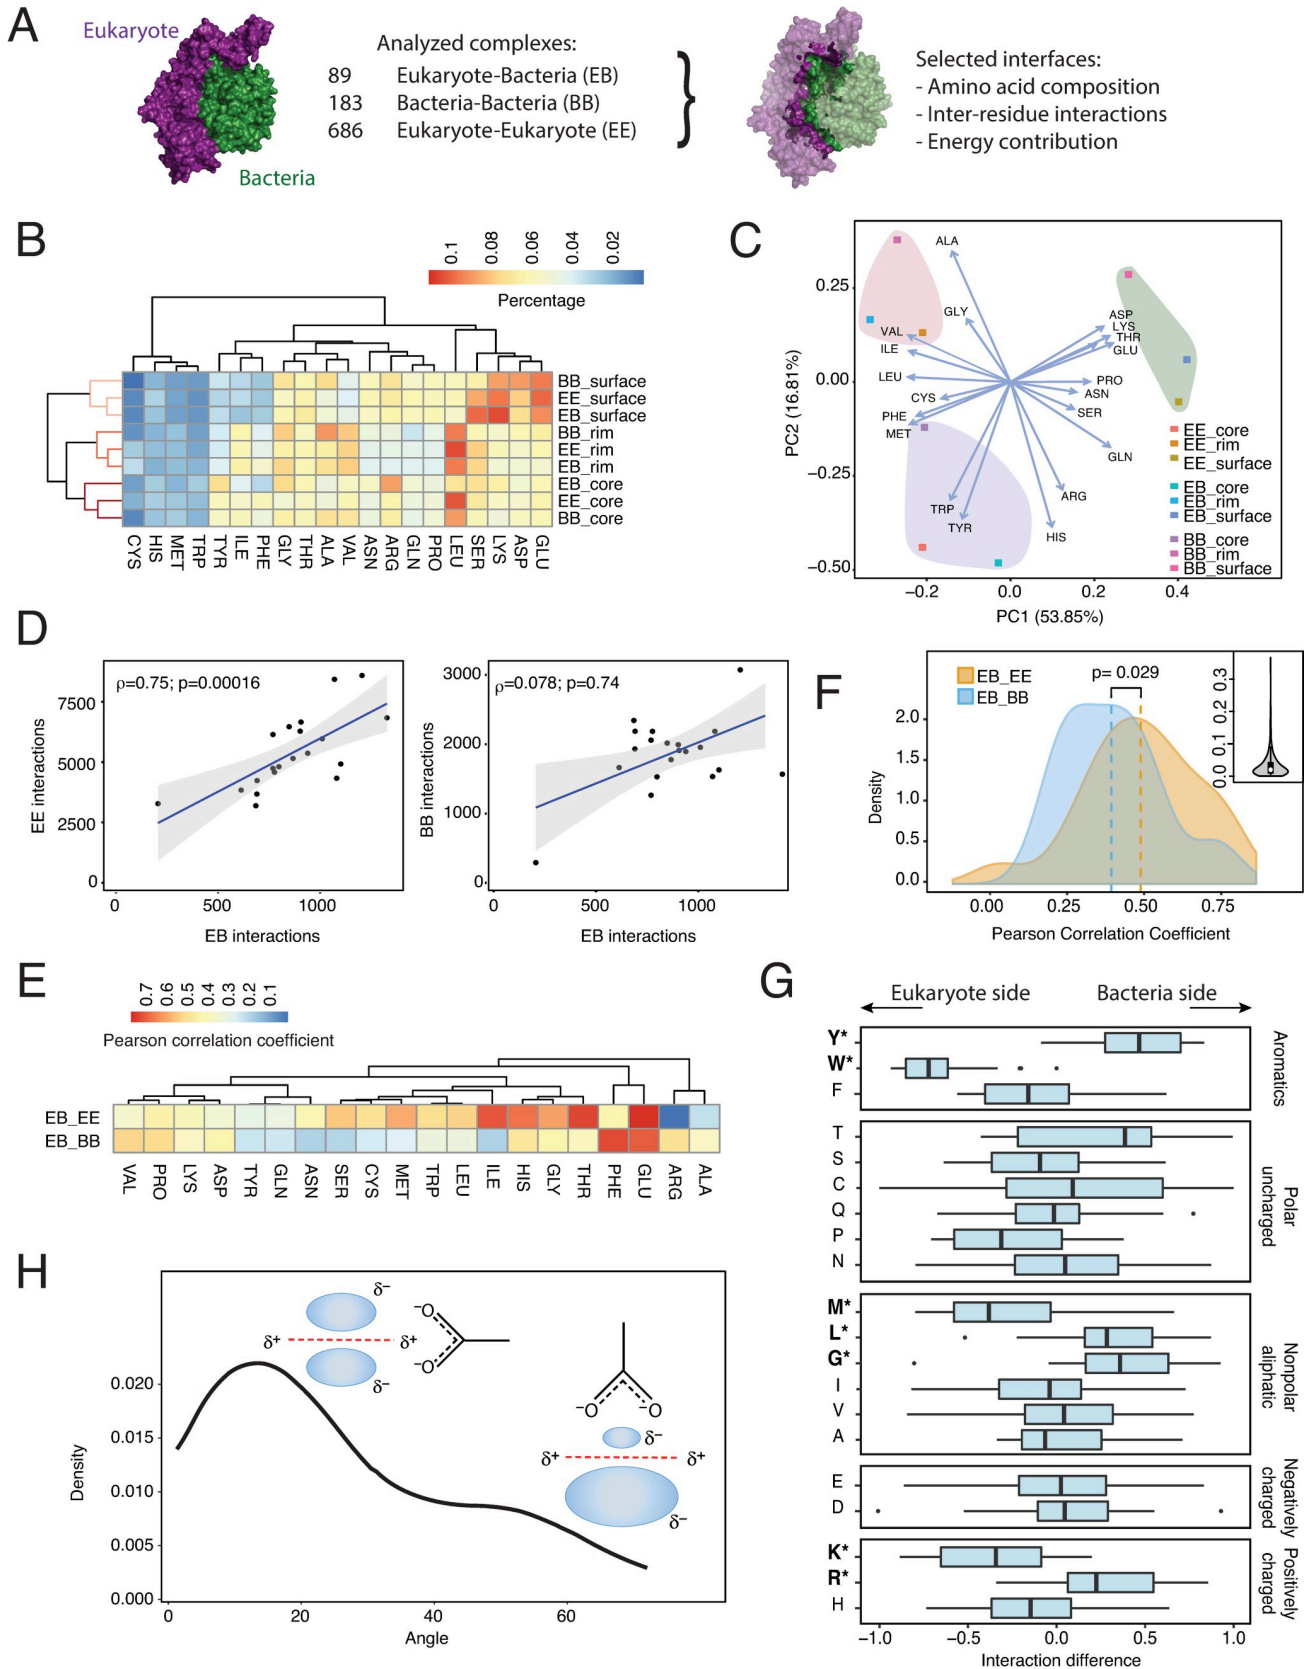 A
Eukaryote
Bacteria
Analyzed complexes:
89 Eukaryote-Bacteria (EB)
183 Bacteria-Bacteria (BB)
686 Eukaryote-Eukaryote (EE)
}
Selected interfaces:
- Amino acid composition
- Inter-residue interactions
- Energy contribution
B
0.1 0.08 0.06 0.04 0.02
Percentage
BB_surface
EE_surface
EB_surface
BB_rim
EE_rim
EB_rim
EB_core
EE_core
BB_core
CYS HIS MET TRP TYR ILE PHE GLY THR ALA VAL ASN ARG GLN PRO LEU SER LYS ASP GLU
C
PC2 (16.81%)
0.25
0.00
−0.25
−0.50
ALA
GLY
VAL
ILE
LEU
CYS
PHE
MET
TRP
TYR
ASP
LYS
THR
GLU
PRO
ASN
SER
GLN
ARG
HIS
EE_core
EE_rim
EE_surface
EB_core
EB_rim
EB_surface
BB_core
BB_rim
BB_surface
−0.2 0.0 0.2 0.4
PC1 (53.85%)
D
EE interactions
7500
5000
2500
0
ρ=0.75; p=0.00016
0 500 1000
EB interactions
BB interactions
3000
2000
1000
0
ρ=0.078; p=0.74
0 500 1000
EB interactions
F
EB_EE
EB_BB
p= 0.029
0.0 0.1 0.2 0.3
Density
2.0
1.5
1.0
0.5
0.0
0.00 0.25 0.50 0.75
Pearson Correlation Coefficient
E
0.7 0.6 0.5 0.4 0.3 0.2 0.1
Pearson correlation coefficient
EB_EE
EB_BB
VAL PRO LYS ASP TYR GLN ASN SER CYS MET TRP LEU ILE HIS GLY THR PHE GLU ARG ALA
G
Eukaryote side Bacteria side
Y*
W*
F
Aromatics
T
S
C
Q
P
N
Polar
uncharged
M*
L*
G*
I
V
A
Nonpolar
aliphatic
E
D
Negatively
charged
K*
R*
H
Positively
charged
−1.0 −0.5 0.0 0.5 1.0
Interaction difference
H
Density
0.020
0.015
0.010
0.005
0.000
δ−
δ+ δ+
δ−
−O
−O
−O −O
δ−
δ+ δ+
δ−
0 20 40 60
Angle